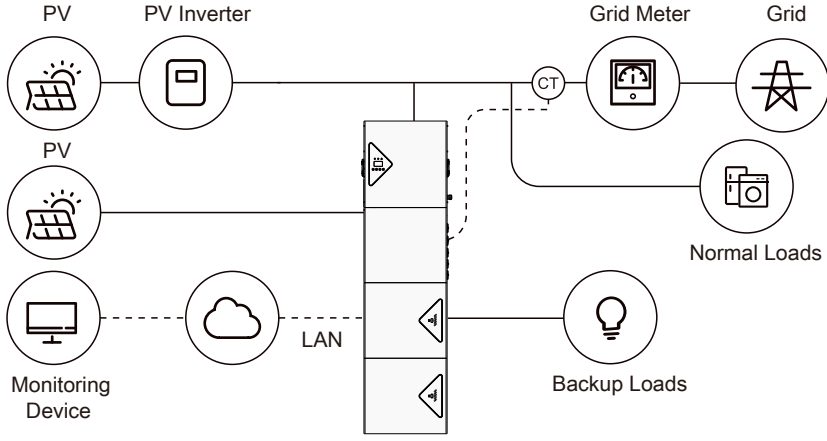 PV
PV Inverter
Grid Meter
Grid
CT
PV
Normal Loads
LAN
Monitoring
Device
Backup Loads